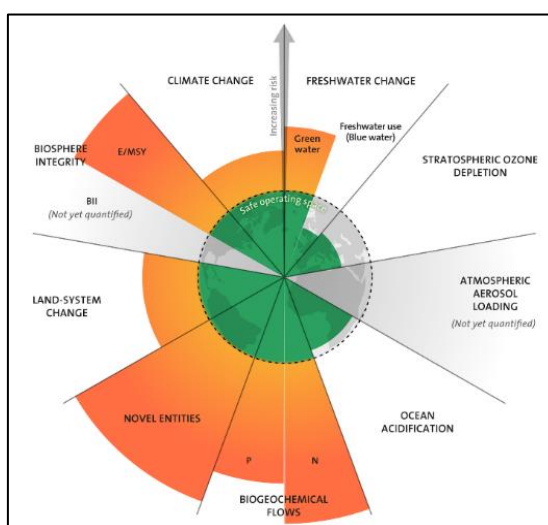 CLIMATE CHANGE
FRESHWATER CHANGE
Increasing risk
Green
water
Freshwater use
(Blue water)
BIOSPHERE
INTEGRITY
E/MSY
STRATOSPHERIC OZONE
DEPLETION
BII
(Not yet quantified)
Safe operating space
LAND-SYSTEM
CHANGE
ATMOSPHERIC
AEROSOL
LOADING
(Not yet quantified)
NOVEL ENTITIES
OCEAN
ACIDIFICATION
P
N
BIOGEOCHEMICAL
FLOWS